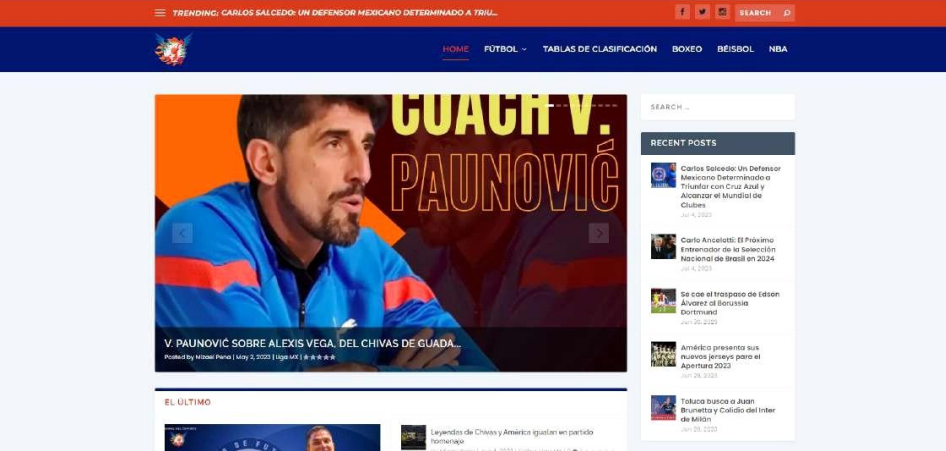 TRENDING: CARLOS SALCEDO: UN DEFENSOR MEXICANO DETERMINADO A TRIU...
SEARCH
HOME
FÚTBOL
TABLAS DE CLASIFICACIÓN
BOXEO
BÉISBOL
NBA
COACH V.
PAUNOVIĆ
V. PAUNOVIĆ SOBRE ALEXIS VEGA, DEL CHIVAS DE GUADA...
Posted by Mizael Pena | May 2, 2023 | Liga MX |
EL ÚLTIMO
Leyendas de Chivas y América igualan en partido
homenaje
SEARCH ...
RECENT POSTS
Carlos Salcedo: Un Defensor
Mexicano Determinado a
Triunfar con Cruz Azul y
Alcanzar el Mundial de
Clubes
Jul 4, 2023
Carlo Ancelotti: El Próximo
Entrenador de la Selección
Nacional de Brasil en 2024
Jul 4, 2023
Se cae el traspaso de Edson
Álvarez al Borussia
Dortmund
Jun 30, 2023
América presenta sus
nuevos jerseys para el
Apertura 2023
Jun 29, 2023
Toluca busca a Juan
Brunetta y Colidio del Inter
de Milán
Jun 29, 2023